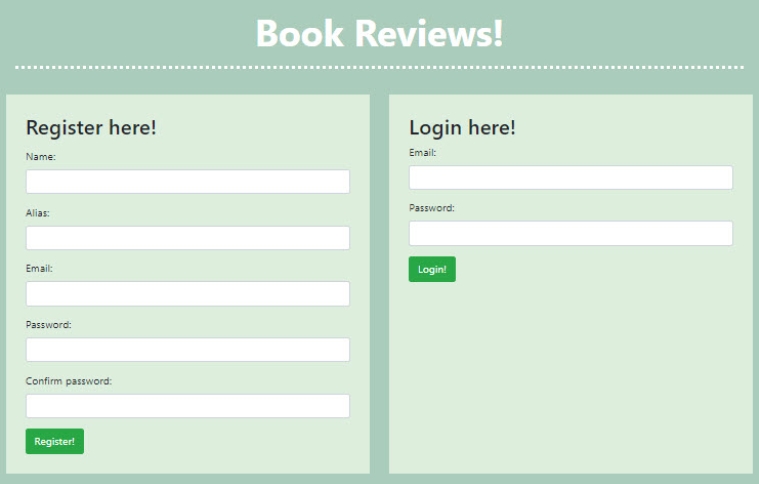 Book Reviews!
Register here!
Name:
Alias:
Email:
Password:
Confirm password:
Register!
Login here!
Email:
Password:
Login!